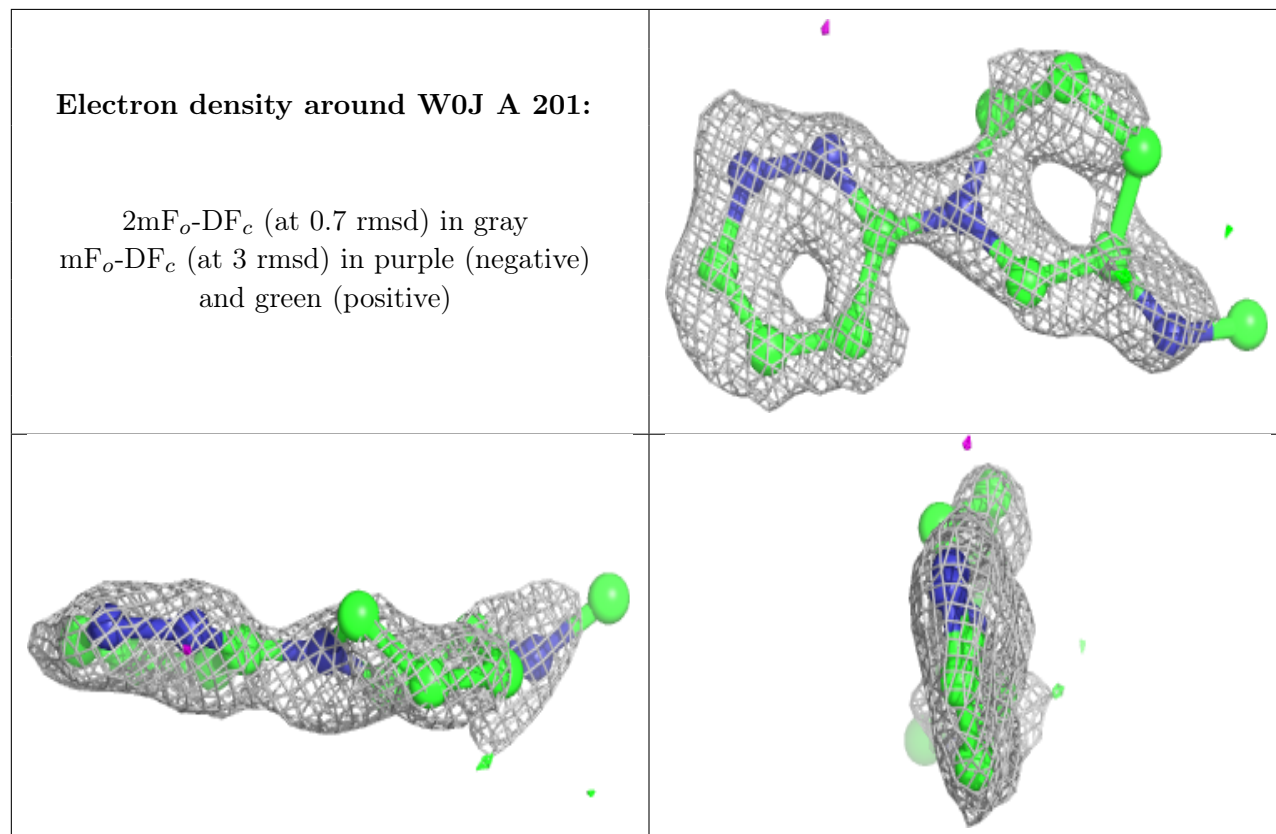 Electron density around W0J A 201:
2mFₒ-DF𝒸 (at 0.7 rmsd) in gray
mFₒ-DF𝒸 (at 3 rmsd) in purple (negative)
and green (positive)